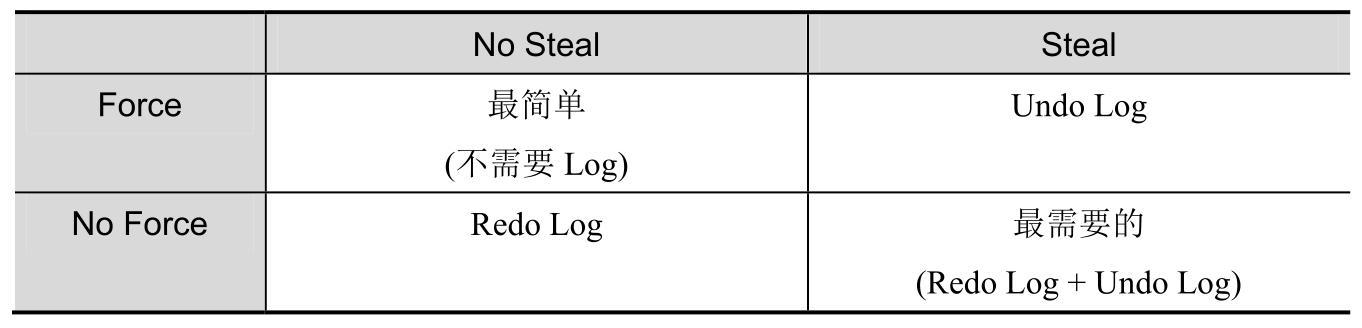 No Steal Steal
Force 最简单 Undo Log
(不需要 Log)
No Force Redo Log 最需要的
(Redo Log + Undo Log)